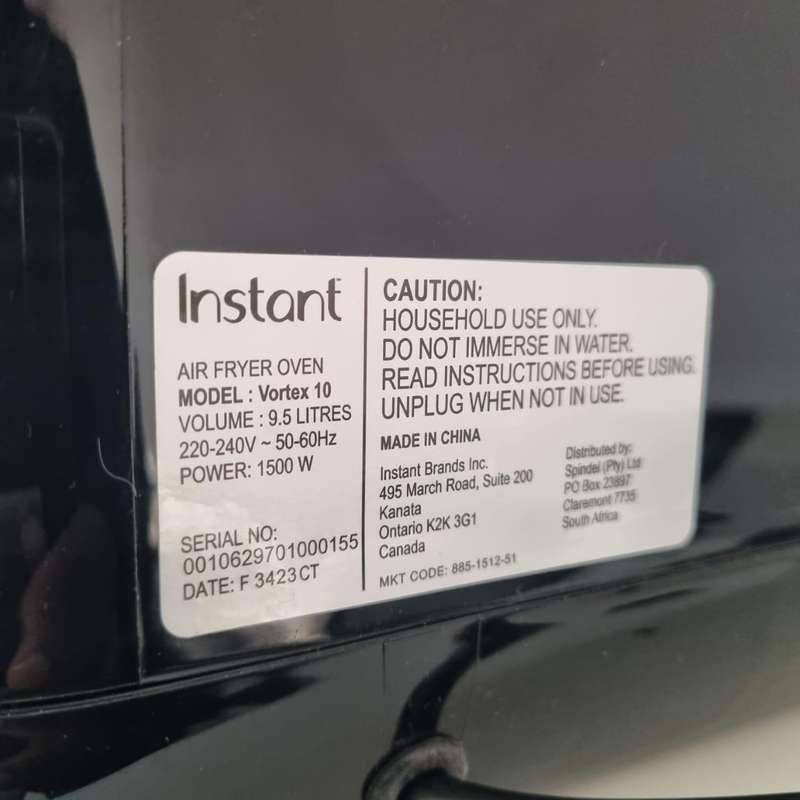 Instant™
AIR FRYER OVEN
MODEL : Vortex 10
VOLUME : 9.5 LITRES
220-240V ~ 50-60Hz
POWER: 1500 W
SERIAL NO:
0010629701000155
DATE: F 3423CT
CAUTION:
HOUSEHOLD USE ONLY.
DO NOT IMMERSE IN WATER.
READ INSTRUCTIONS BEFORE USING.
UNPLUG WHEN NOT IN USE.
MADE IN CHINA
Instant Brands Inc.
495 March Road, Suite 200
Kanata
Ontario K2K 3G1
Canada
MKT CODE: 885-1512-51
Distributed by:
Spindel (Pty) Ltd
PO Box 23897
Claremont 7735
South Africa